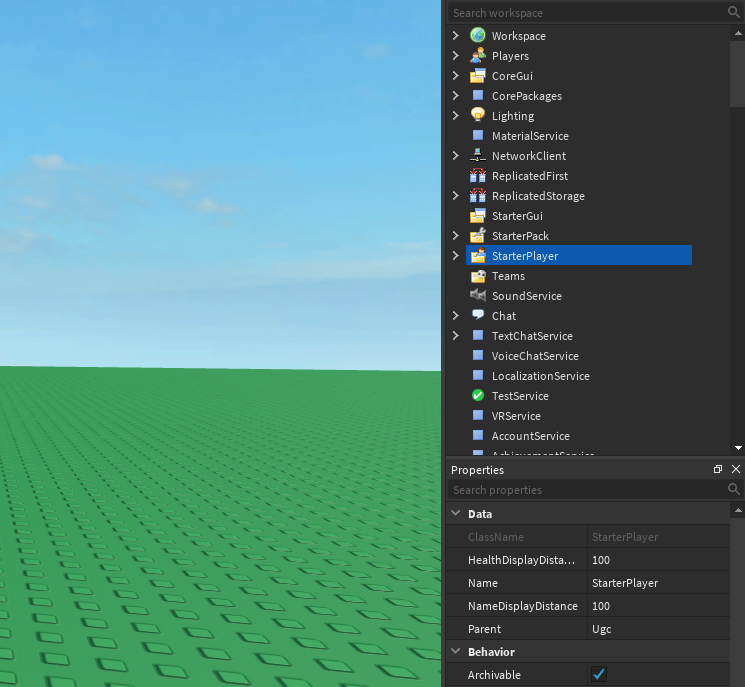 Search workspace
Workspace
Players
CoreGui
CorePackages
Lighting
MaterialService
NetworkClient
ReplicatedFirst
ReplicatedStorage
StarterGui
StarterPack
StarterPlayer
Teams
SoundService
Chat
TextChatService
VoiceChatService
LocalizationService
TestService
VRService
AccountService
AchievementService
Properties
Search properties
Data
ClassName StarterPlayer
HealthDisplayDista... 100
Name StarterPlayer
NameDisplayDistance 100
Parent Ugc
Behavior
Archivable